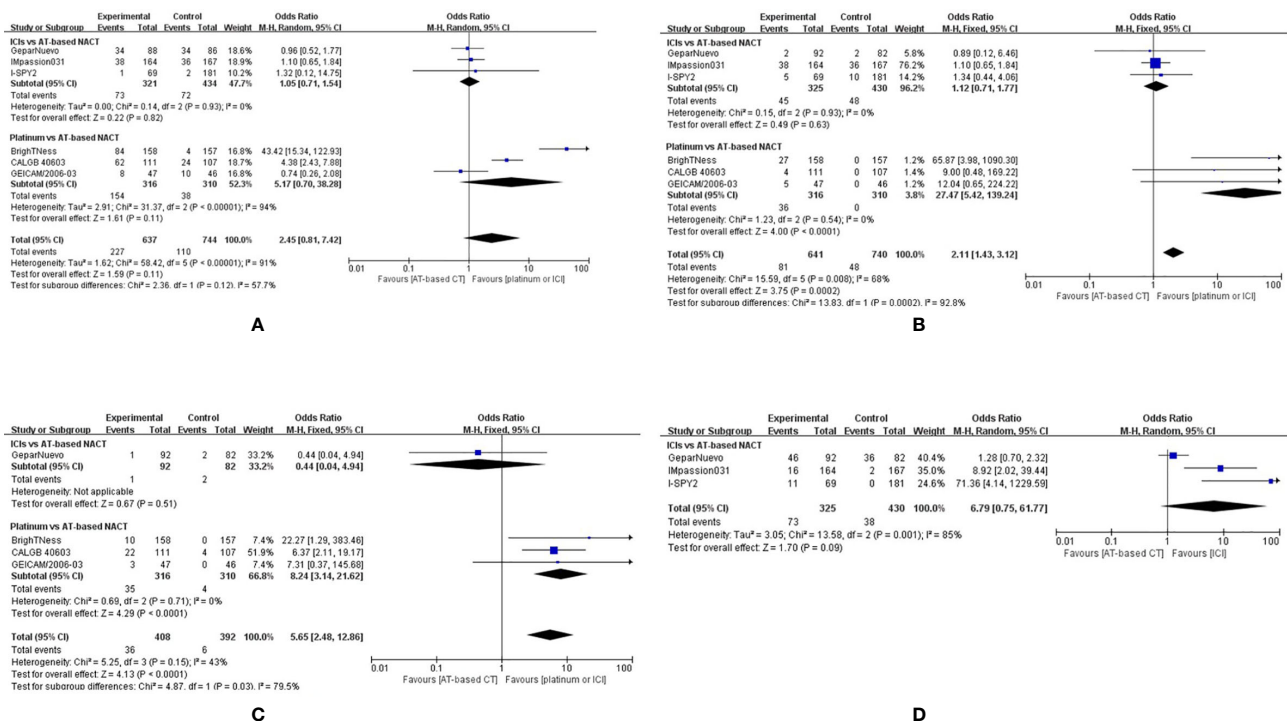 Experimental Control Odds Ratio Odds Ratio
Study or Subgroup Events Total Events Total Weight M-H, Random, 95% CI M-H, Random, 95% CI
ICIs vs AT-based NACT
GeparNuevo 34 88 34 86 18.6% 0.96 [0.52, 1.77]
IMpassion031 38 164 36 167 19.1% 1.10 [0.65, 1.84]
I-SPY2 1 69 2 181 10.0% 1.32 [0.12, 14.75]
Subtotal (95% CI) 321 434 47.7% 1.05 [0.71, 1.54]
Total events 73 72
Heterogeneity: Tau² = 0.00; Chi² = 0.14, df = 2 (P = 0.93); I² = 0%
Test for overall effect: Z = 0.22 (P = 0.82)
Platinum vs AT-based NACT
BrighTNess 84 158 4 157 16.8% 43.42 [15.34, 122.93]
CALGB 40603 62 111 24 107 18.7% 4.38 [2.43, 7.88]
GEICAM/2006-03 8 47 10 46 16.8% 0.74 [0.26, 2.08]
Subtotal (95% CI) 316 310 52.3% 5.17 [0.70, 38.28]
Total events 154 38
Heterogeneity: Tau² = 2.91; Chi² = 31.37, df = 2 (P < 0.00001); I² = 94%
Test for overall effect: Z = 1.61 (P = 0.11)
Total (95% CI) 637 744 100.0% 2.45 [0.81, 7.42]
Total events 227 110
Heterogeneity: Tau² = 1.62; Chi² = 58.42, df = 5 (P < 0.00001); I² = 91%
Test for overall effect: Z = 1.59 (P = 0.11)
Test for subgroup differences: Chi² = 2.36, df = 1 (P = 0.12), I² = 57.7%
0.01 0.1 1 10 100
Favours [AT-based CT] Favours [platinum or ICI]
A
Experimental Control Odds Ratio Odds Ratio
Study or Subgroup Events Total Events Total Weight M-H, Fixed, 95% CI M-H, Fixed, 95% CI
ICIs vs AT-based NACT
GeparNuevo 2 92 2 82 5.8% 0.89 [0.12, 6.46]
IMpassion031 38 164 36 167 76.2% 1.10 [0.65, 1.84]
I-SPY2 5 69 10 181 14.2% 1.34 [0.44, 4.06]
Subtotal (95% CI) 325 430 96.2% 1.12 [0.71, 1.77]
Total events 45 48
Heterogeneity: Chi² = 0.15, df = 2 (P = 0.93); I² = 0%
Test for overall effect: Z = 0.49 (P = 0.63)
Platinum vs AT-based NACT
BrighTNess 27 158 0 157 1.2% 65.87 [3.98, 1090.30]
CALGB 40603 4 111 0 107 1.4% 9.00 [0.48, 169.22]
GEICAM/2006-03 5 47 0 46 1.2% 12.04 [0.65, 224.22]
Subtotal (95% CI) 316 310 3.8% 27.47 [5.42, 139.24]
Total events 36 0
Heterogeneity: Chi² = 1.23, df = 2 (P = 0.54); I² = 0%
Test for overall effect: Z = 4.00 (P < 0.0001)
Total (95% CI) 641 740 100.0% 2.11 [1.43, 3.12]
Total events 81 48
Heterogeneity: Chi² = 15.59, df = 5 (P = 0.008); I² = 68%
Test for overall effect: Z = 3.75 (P = 0.0002)
Test for subgroup differences: Chi² = 13.83, df = 1 (P = 0.0002), I² = 92.8%
0.01 0.1 1 10 100
Favours [AT-based CT] Favours [platinum or ICI]
B
Experimental Control Odds Ratio Odds Ratio
Study or Subgroup Events Total Events Total Weight M-H, Fixed, 95% CI M-H, Fixed, 95% CI
ICIs vs AT-based NACT
GeparNuevo 1 92 2 82 33.2% 0.44 [0.04, 4.94]
Subtotal (95% CI) 92 82 33.2% 0.44 [0.04, 4.94]
Total events 1 2
Heterogeneity: Not applicable
Test for overall effect: Z = 0.67 (P = 0.51)
Platinum vs AT-based NACT
BrighTNess 10 158 0 157 7.4% 22.27 [1.29, 383.46]
CALGB 40603 22 111 4 107 51.9% 6.37 [2.11, 19.17]
GEICAM/2006-03 3 47 0 46 7.4% 7.31 [0.37, 145.68]
Subtotal (95% CI) 316 310 66.8% 8.24 [3.14, 21.62]
Total events 35 4
Heterogeneity: Chi² = 0.69, df = 2 (P = 0.71); I² = 0%
Test for overall effect: Z = 4.29 (P < 0.0001)
Total (95% CI) 408 392 100.0% 5.65 [2.48, 12.86]
Total events 36 6
Heterogeneity: Chi² = 5.25, df = 3 (P = 0.15); I² = 43%
Test for overall effect: Z = 4.13 (P < 0.0001)
Test for subgroup differences: Chi² = 4.87, df = 1 (P = 0.03), I² = 79.5%
0.01 0.1 1 10 100
Favours [AT-based CT] Favours [platinum or ICI]
C
Experimental Control Odds Ratio Odds Ratio
Study or Subgroup Events Total Events Total Weight M-H, Random, 95% CI M-H, Random, 95% CI
ICIs vs AT-based NACT
GeparNuevo 46 92 36 82 40.4% 1.28 [0.70, 2.32]
IMpassion031 16 164 2 167 35.0% 8.92 [2.02, 39.44]
I-SPY2 11 69 0 181 24.6% 71.36 [4.14, 1229.59]
Total (95% CI) 325 430 100.0% 6.79 [0.75, 61.77]
Total events 73 38
Heterogeneity: Tau² = 3.05; Chi² = 13.58, df = 2 (P = 0.001); I² = 85%
Test for overall effect: Z = 1.70 (P = 0.09)
0.01 0.1 1 10 100
Favours [AT-based CT] Favours [ICI]
D